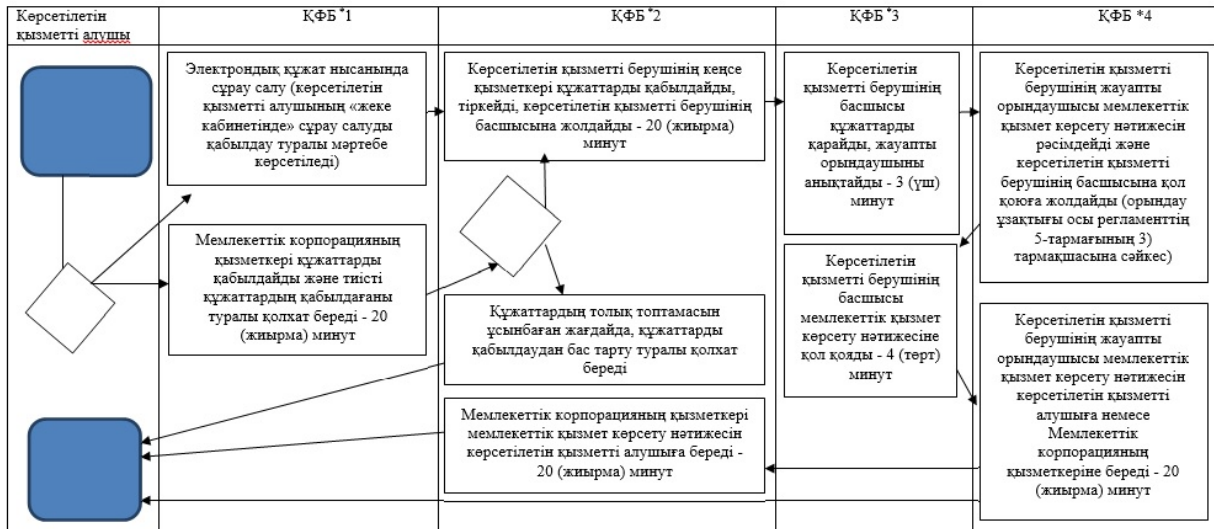 Көрсетілетін
қызметті алушы
ҚФБ *1
ҚФБ *2
ҚФБ *3
ҚФБ *4
Электрондық құжат нысанында
сұрау салу (көрсетілетін
қызметті алушының «жеке
кабинетінде» сұрау салуды
қабылдау туралы мәртебе
көрсетіледі)
Мемлекеттік корпорацияның
қызметкері құжаттарды
қабылдайды және тиісті
құжаттардың қабылдағаны
туралы қолхат береді - 20
(жиырма) минут
Көрсетілетін қызметті берушінің кеңсе
қызметкері құжаттарды қабылдайды,
тіркейді, көрсетілетін қызметті берушінің
басшысына жолдайды - 20 (жиырма)
минут
Құжаттардың толық топтамасын
ұсынбаған жағдайда, құжаттарды
қабылдаудан бас тарту туралы қолхат
береді
Мемлекеттік корпорацияның қызметкері
мемлекеттік қызмет көрсету нәтижесін
көрсетілетін қызметті алушыға береді -
20 (жиырма) минут
Көрсетілетін
қызметті берушінің
басшысы
құжаттарды
қарайды, жауапты
орындаушыны
анықтайды - 3 (үш)
минут
Көрсетілетін
қызметті берушінің
басшысы
мемлекеттік қызмет
көрсету нәтижесіне
қол қояды - 4 (төрт)
минут
Көрсетілетін қызметті
берушінің жауапты
орындаушысы мемлекеттік
қызмет көрсету нәтижесін
рәсімдейді және
көрсетілетін қызметті
берушінің басшысына қол
қоюға жолдайды (орындау
ұзақтығы осы регламенттің
5-тармағының 3)
тармақшасына сәйкес)
Көрсетілетін қызметті
берушінің жауапты
орындаушысы мемлекеттік
қызмет көрсету нәтижесін
көрсетілетін қызметті
алушыға немесе
Мемлекеттік
корпорацияның
қызметкеріне береді - 20
(жиырма) минут